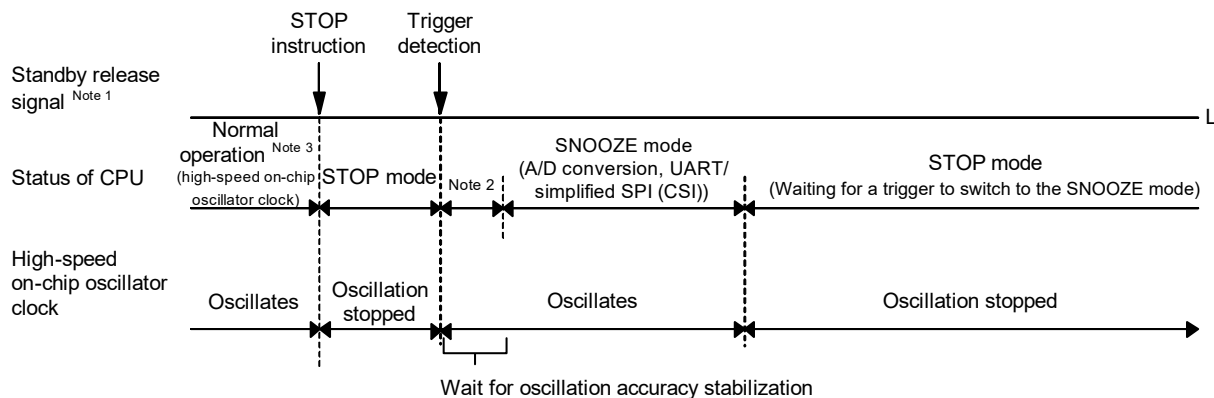 STOP
instruction
Trigger
detection
Standby release
signal Note 1
L
Normal
operation Note 3
(high-speed on-chip
oscillator clock)
Status of CPU
STOP mode
Note 2
SNOOZE mode
(A/D conversion, UART/
simplified SPI (CSI))
STOP mode
(Waiting for a trigger to switch to the SNOOZE mode)
High-speed
on-chip oscillator
clock
Oscillates
Oscillation
stopped
Oscillates
Oscillation stopped
Wait for oscillation accuracy stabilization